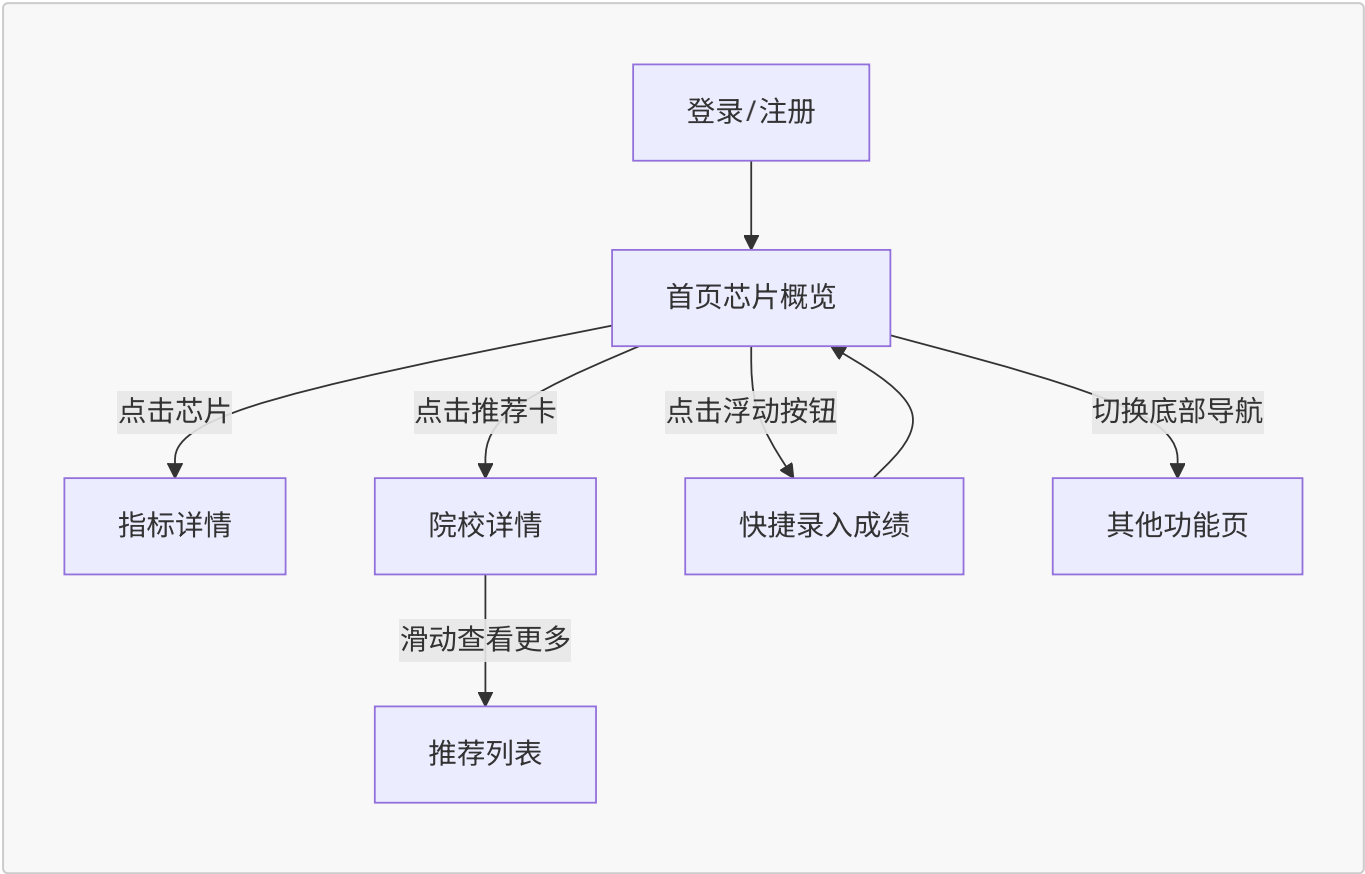 登录/注册
首页芯片概览
点击芯片
点击推荐卡
点击浮动按钮
切换底部导航
指标详情
院校详情
快捷录入成绩
其他功能页
滑动查看更多
推荐列表